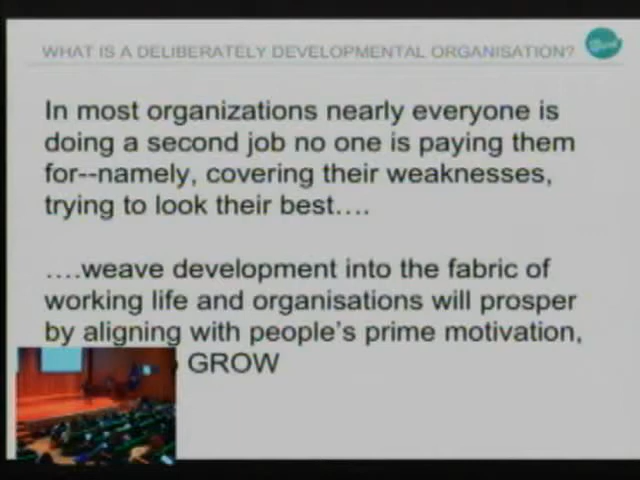 WHAT IS A DELIBERATELY DEVELOPMENTAL ORGANISATION?
In most organizations nearly everyone is
doing a second job no one is paying them
for--namely, covering their weaknesses,
trying to look their best....
....weave development into the fabric of
working life and organisations will prosper
by aligning with people's prime motivation,
GROW